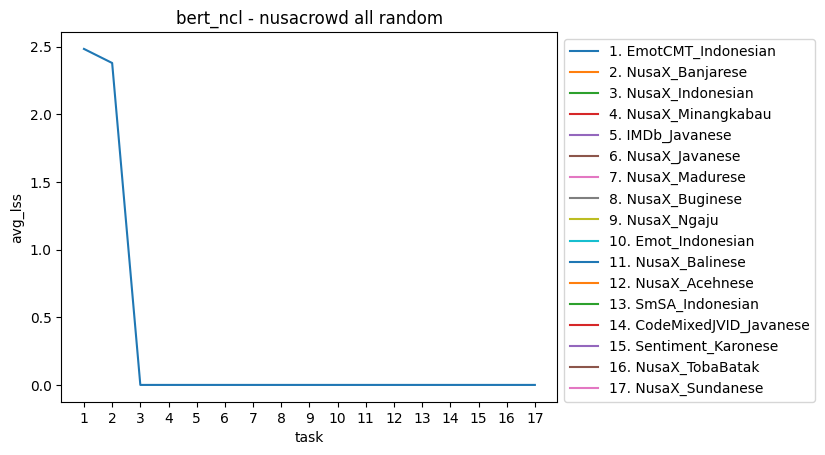 bert_ncl - nusacrowd all random
avg_lss
2.5
2.0
1.5
1.0
0.5
0.0
1 2 3 4 5 6 7 8 9 10 11 12 13 14 15 16 17
task
1. EmotCMT_Indonesian
2. NusaX_Banjarese
3. NusaX_Indonesian
4. NusaX_Minangkabau
5. IMDb_Javanese
6. NusaX_Javanese
7. NusaX_Madurese
8. NusaX_Buginese
9. NusaX_Ngaju
10. Emot_Indonesian
11. NusaX_Balinese
12. NusaX_Acehnese
13. SmSA_Indonesian
14. CodeMixedJVID_Javanese
15. Sentiment_Karonese
16. NusaX_TobaBatak
17. NusaX_Sundanese